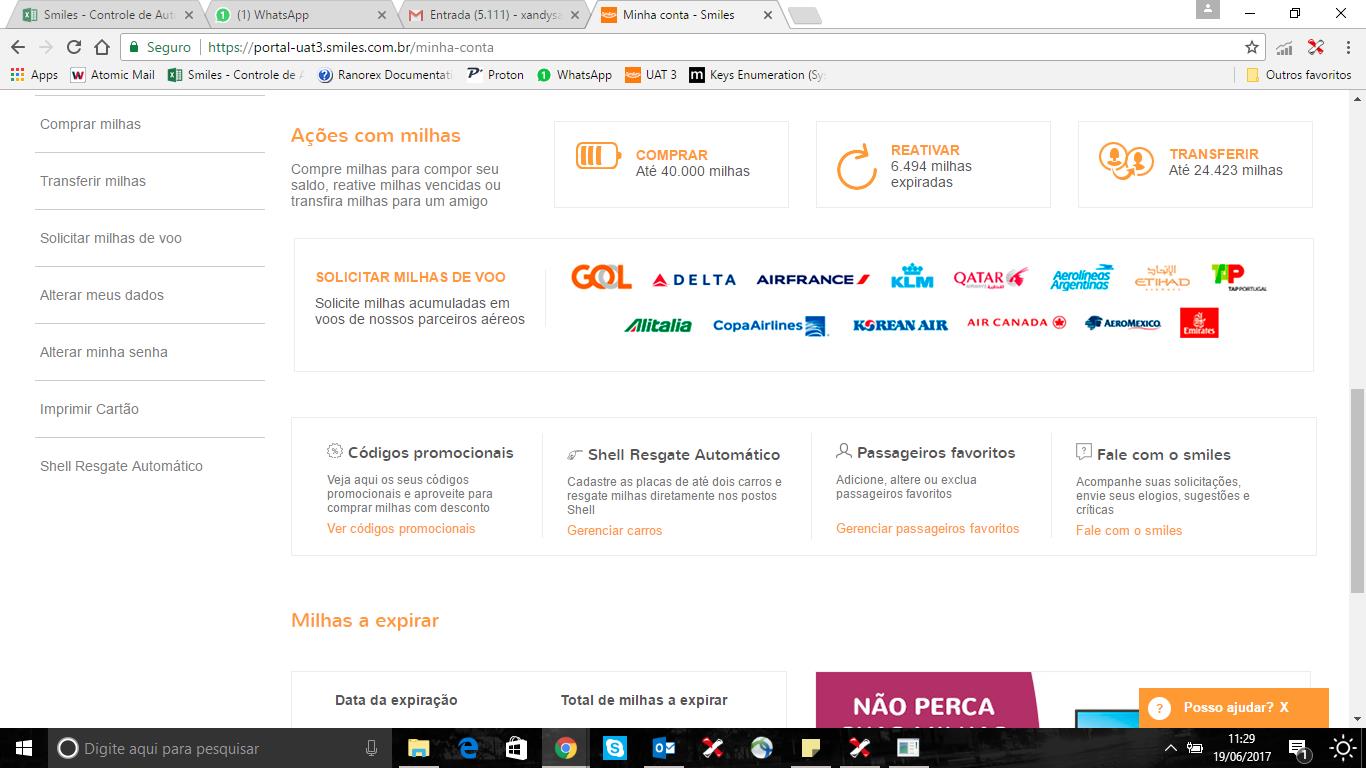 Smiles - Controle de Aut
(1) WhatsApp
Entrada (5.111) - xandysa
Minha conta - Smiles
Seguro
https://portal-uat3.smiles.com.br/minha-conta
Apps
Atomic Mail
Smiles - Controle de A
Ranorex Documentati
Proton
WhatsApp
UAT 3
Keys Enumeration (Sy
Outros favoritos
Comprar milhas
Transferir milhas
Solicitar milhas de voo
Alterar meus dados
Alterar minha senha
Imprimir Cartão
Shell Resgate Automático
Ações com milhas
Compre milhas para compor seu
saldo, reative milhas vencidas ou
transfira milhas para um amigo
COMPRAR
Até 40.000 milhas
REATIVAR
6.494 milhas
expiradas
TRANSFERIR
Até 24.423 milhas
SOLICITAR MILHAS DE VOO
Solicite milhas acumuladas em
voos de nossos parceiros aéreos
GOL
DELTA
AIRFRANCE
KLM
QATAR
Aerolíneas
Argentinas
ETIHAD
TAP
TAP PORTUGAL
Alitalia
CopaAirlines
KOREAN AIR
AIR CANADA
AEROMEXICO
Emirates
Códigos promocionais
Veja aqui os seus códigos
promocionais e aproveite para
comprar milhas com desconto
Ver códigos promocionais
Shell Resgate Automático
Cadastre as placas de até dois carros e
resgate milhas diretamente nos postos
Shell
Gerenciar carros
Passageiros favoritos
Adicione, altere ou exclua
passageiros favoritos
Gerenciar passageiros favoritos
Fale com o smiles
Acompanhe suas solicitações,
envie seus elogios, sugestões e
críticas
Fale com o smiles
Milhas a expirar
Data da expiração
Total de milhas a expirar
NÃO PERCA
Posso ajudar? X
Digite aqui para pesquisar
11:29
19/06/2017
1